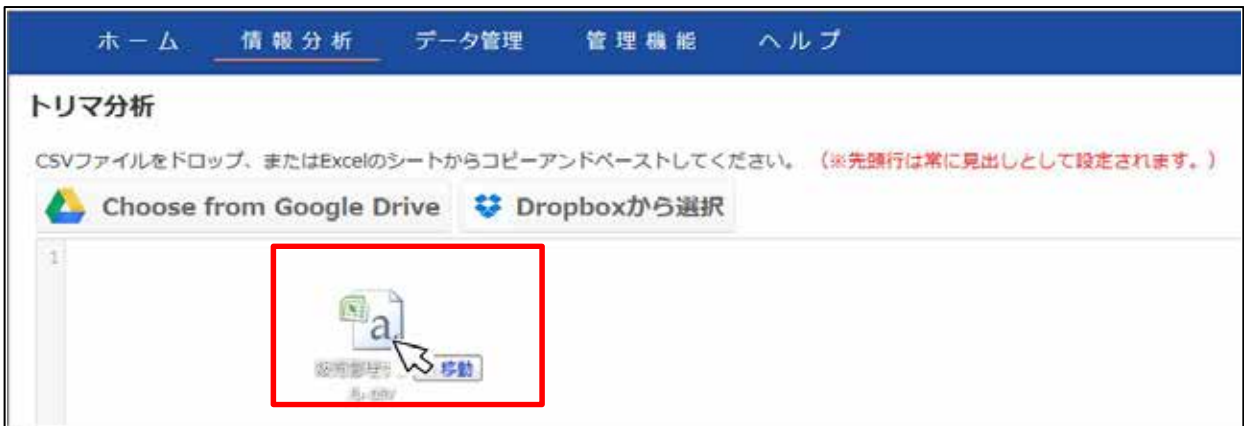 ホーム 情報分析 データ管理 管理機能 ヘルプ
トリマ分析
CSVファイルをドロップ、またはExcelのシートからコピーアンドペーストしてください。 (※先頭行は常に見出しとして設定されます。)
Choose from Google Drive Dropboxから選択
1
a,
移動